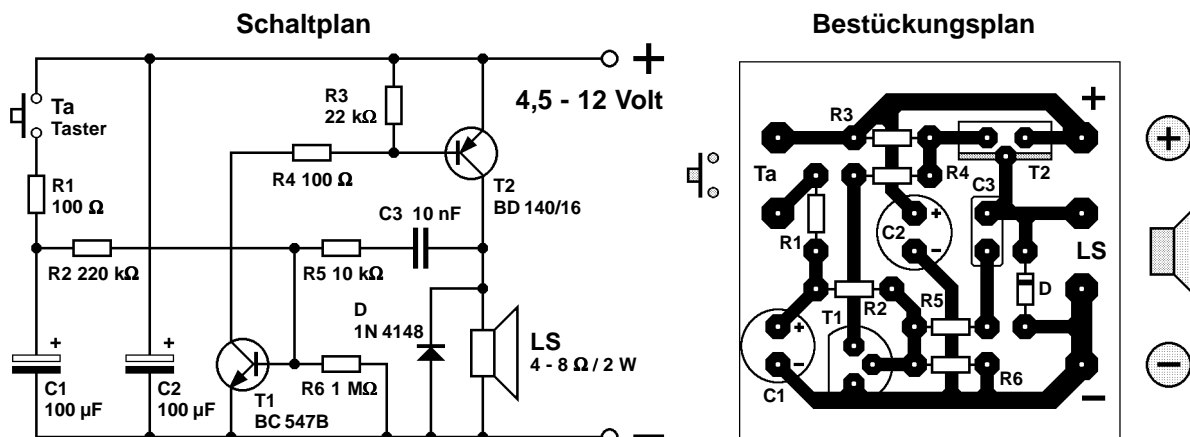 Schaltplan
Ta
Taster
R1
100 Ω
R2 220 kΩ
+
C1
100 µF
+
C2
100 µF
R3
22 kΩ
R4 100 Ω
4,5 - 12 Volt
+
T2
BD 140/16
C3 10 nF
R5 10 kΩ
D
1N 4148
T1
BC 547B
R6 1 MΩ
LS
4 - 8 Ω / 2 W
−
Bestückungsplan
R3
+
+
Ta
R4
T2
C3
R1
+
C2
−
LS
R2
R5
D
T1
+
−
C1
R6
−
−